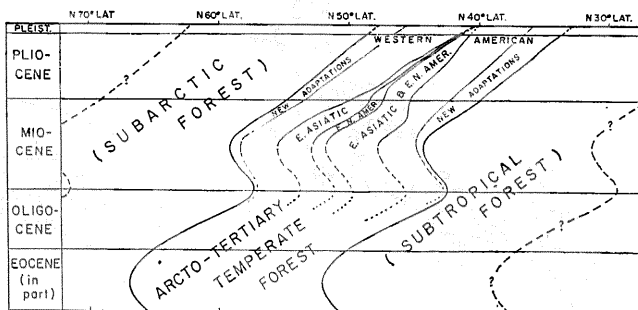 N 70° LAT N 60° LAT. N 50° LAT. N 40° LAT. N 30° LAT.
PLEIST.
WESTERN AMERICAN
PLIO-
CENE
?
(SUBARCTIC
FOREST)
NEW ADAPTATIONS
E. ASIATIC
E. N. AMER.
E. ASIATIC & E. N. AMER.
NEW ADAPTATIONS
MIO-
CENE
?
OLIGO-
CENE
ARCTO-TERTIARY
TEMPERATE
FOREST
(SUBTROPICAL
FOREST)
?
EOCENE
(in
part)
?